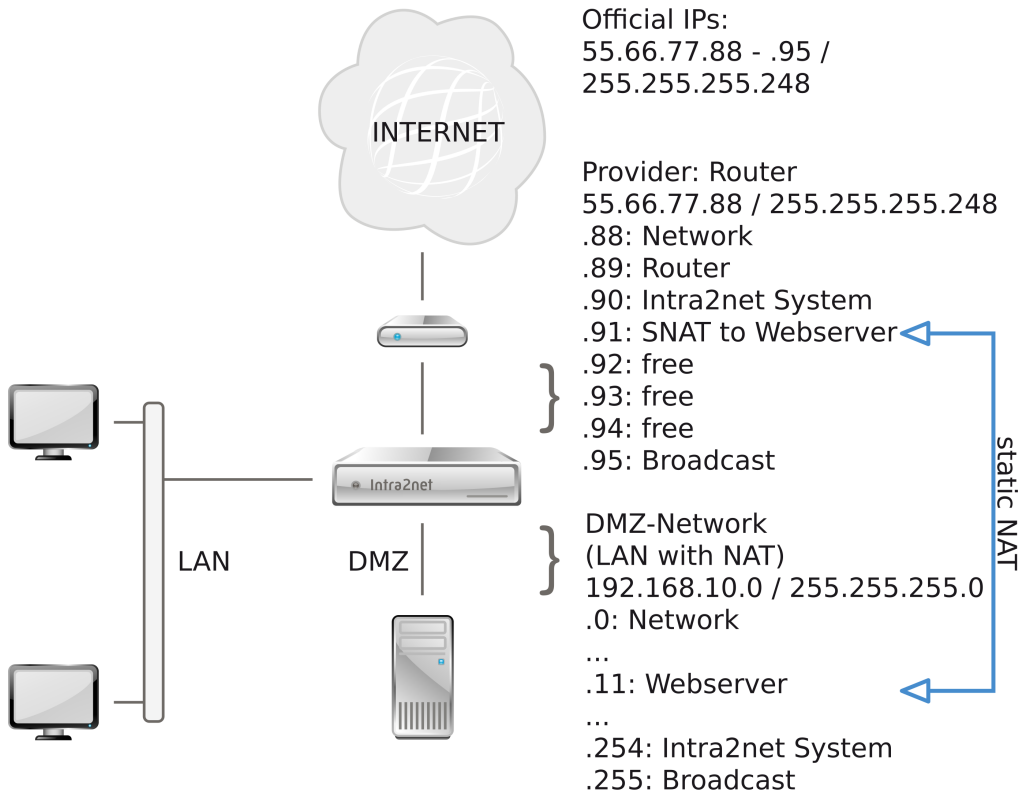 Official IPs:
55.66.77.88 - .95 /
255.255.255.248
INTERNET
Provider: Router
55.66.77.88 / 255.255.255.248
.88: Network
.89: Router
.90: Intra2net System
.91: SNAT to Webserver
.92: free
.93: free
.94: free
.95: Broadcast
static NAT
Intra2net
LAN
DMZ
DMZ-Network
(LAN with NAT)
192.168.10.0 / 255.255.255.0
.0: Network
...
.11: Webserver
...
.254: Intra2net System
.255: Broadcast